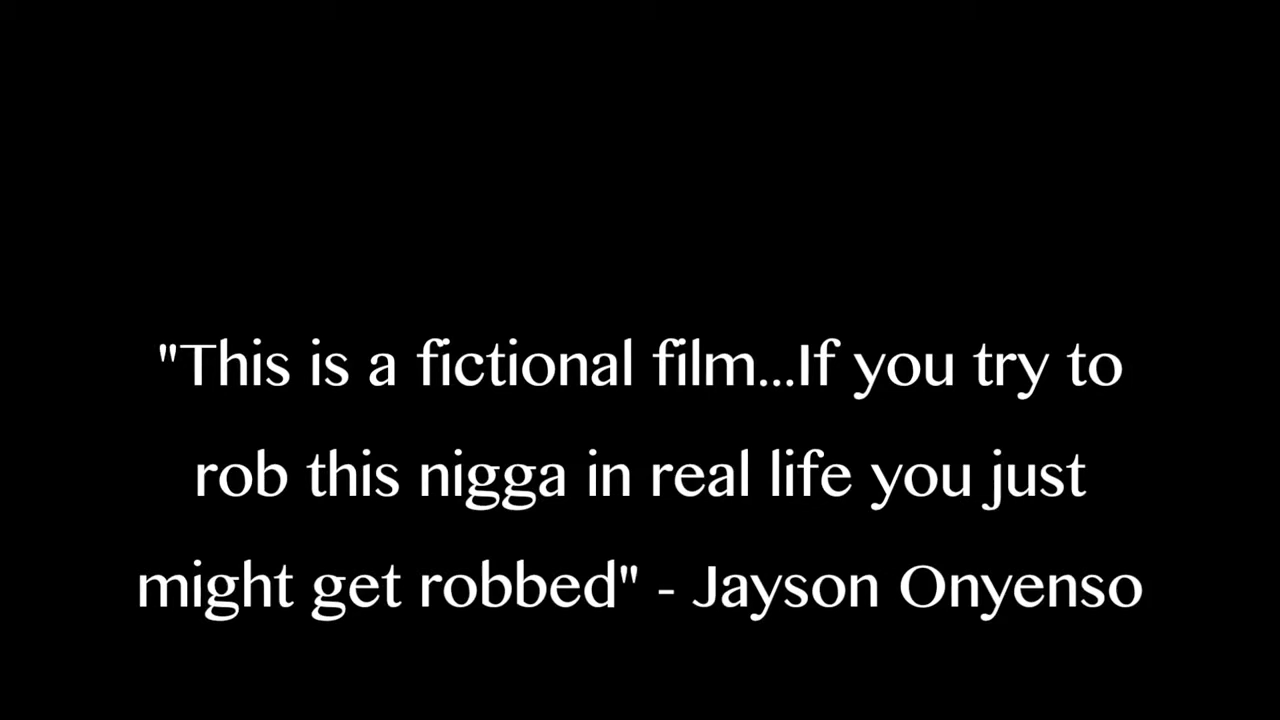 "This is a fictional film...If you try to
rob this nigga in real life you just
might get robbed" - Jayson Onyenso